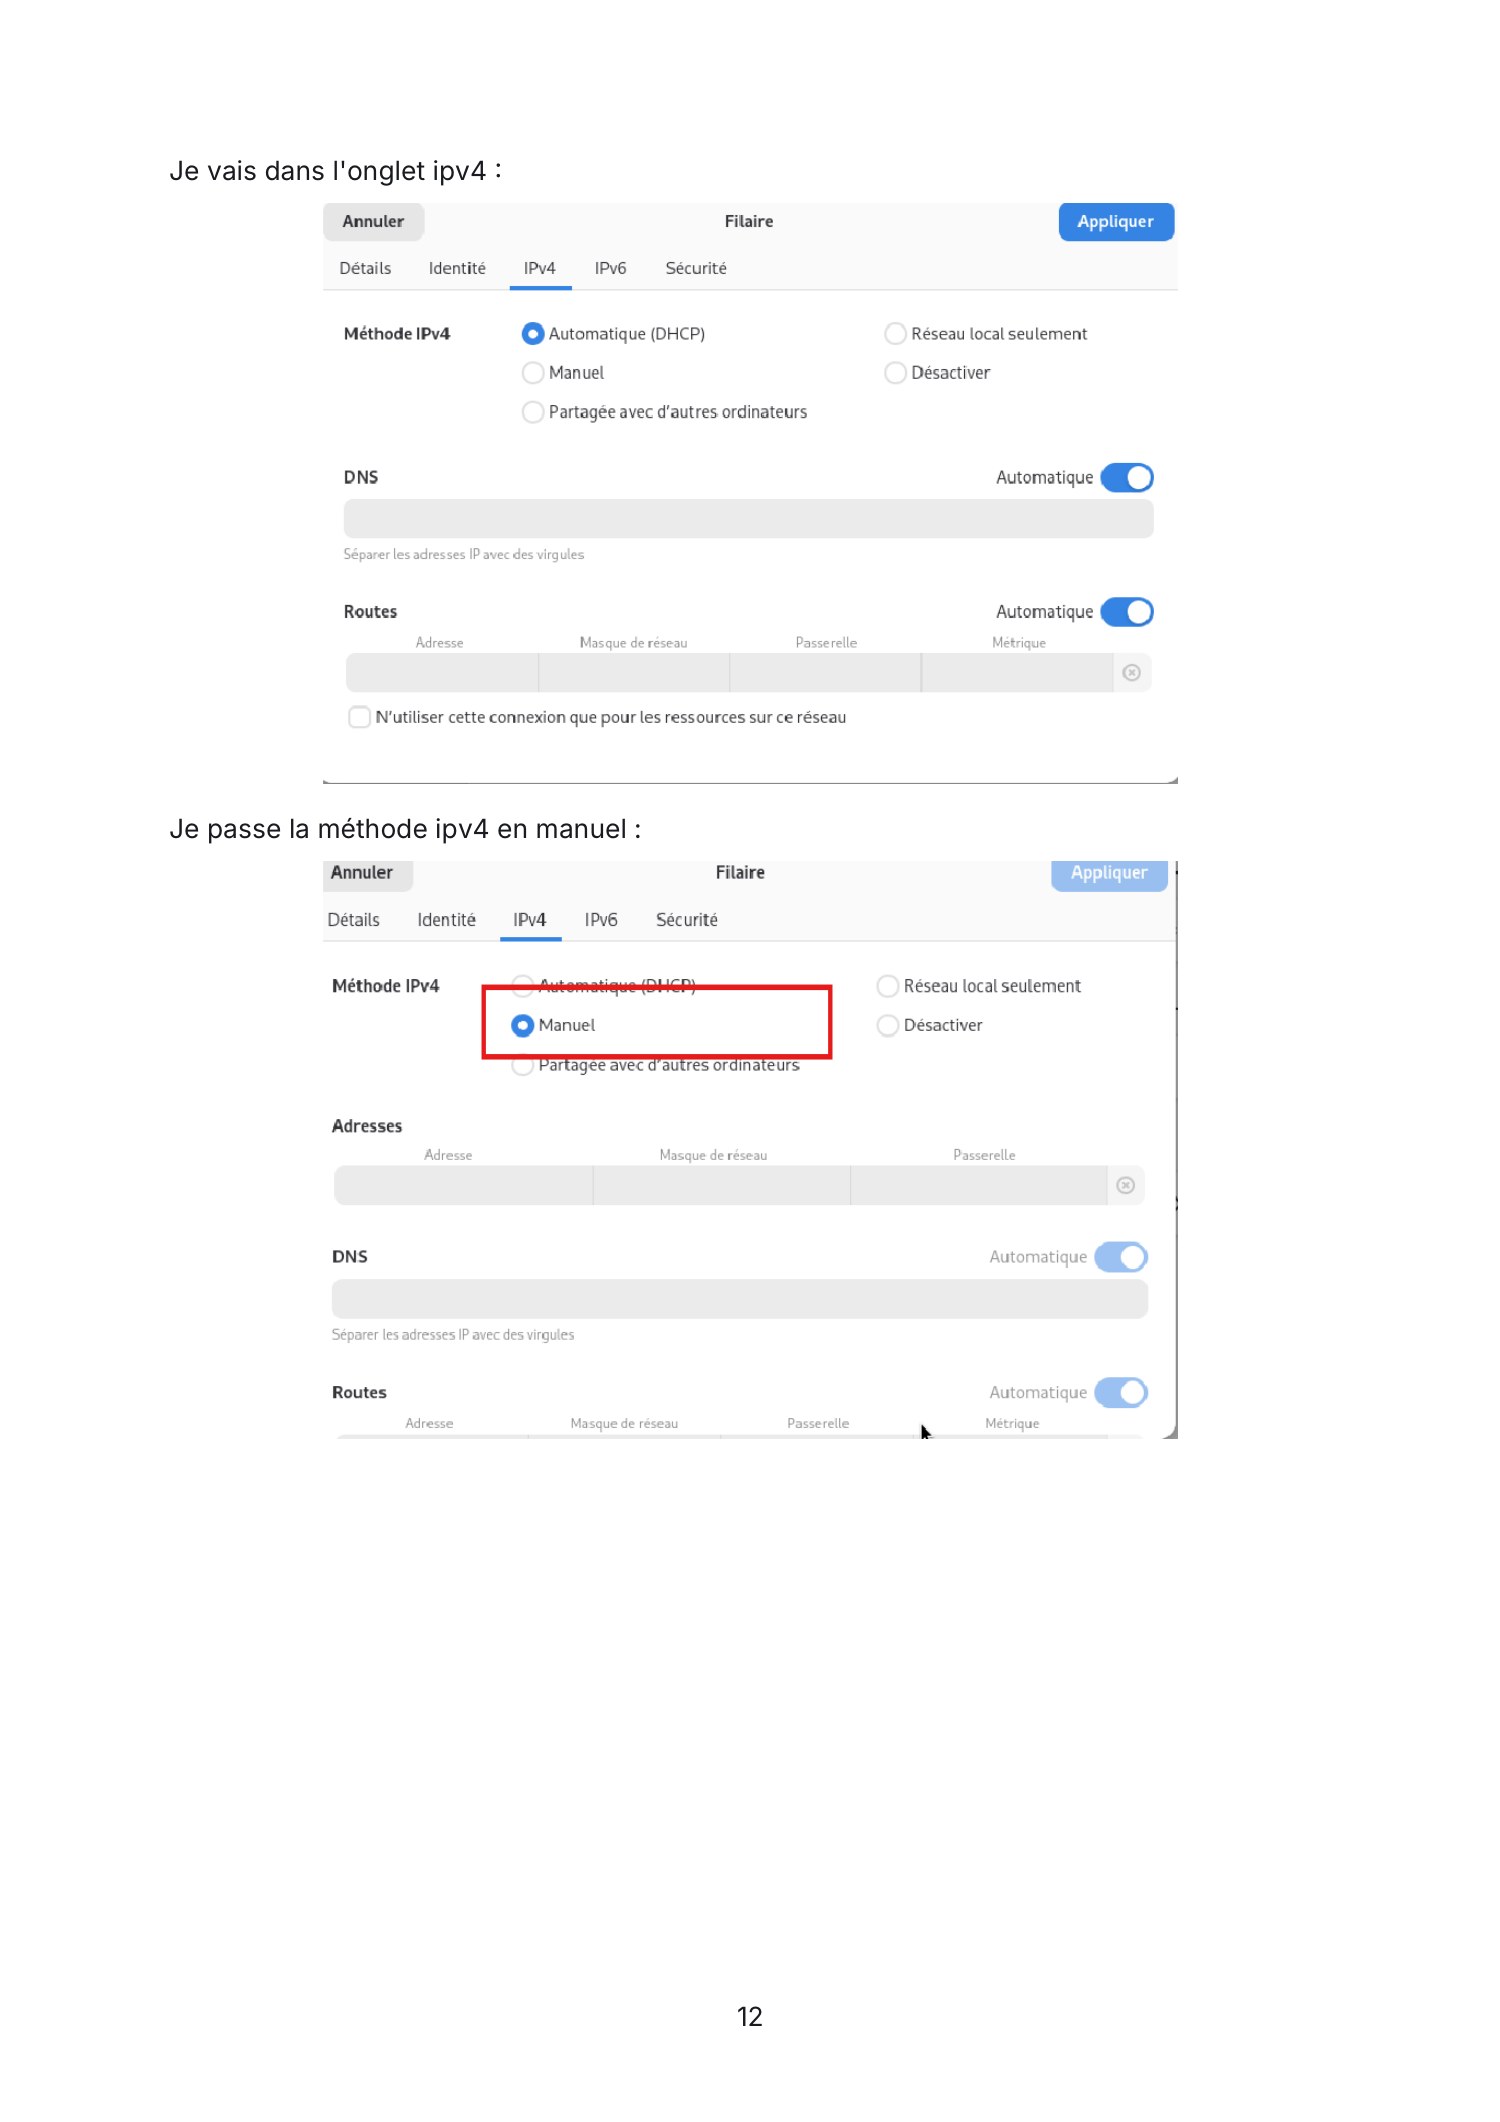 Je vais dans l'onglet ipv4 :
Annuler Filaire Appliquer
Détails Identité IPv4 IPv6 Sécurité
Méthode IPv4 Automatique (DHCP) Réseau local seulement
Manuel Désactiver
Partagée avec d'autres ordinateurs
DNS Automatique
Séparer les adresses IP avec des virgules
Routes Automatique
Adresse Masque de réseau Passerelle Métrique
N'utiliser cette connexion que pour les ressources sur ce réseau
Je passe la méthode ipv4 en manuel :
Annuler Filaire Appliquer
Détails Identité IPv4 IPv6 Sécurité
Méthode IPv4 Automatique (DHCP) Réseau local seulement
Manuel Désactiver
Partagée avec d'autres ordinateurs
Adresses
Adresse Masque de réseau Passerelle
DNS Automatique
Séparer les adresses IP avec des virgules
Routes Automatique
Adresse Masque de réseau Passerelle Métrique
12